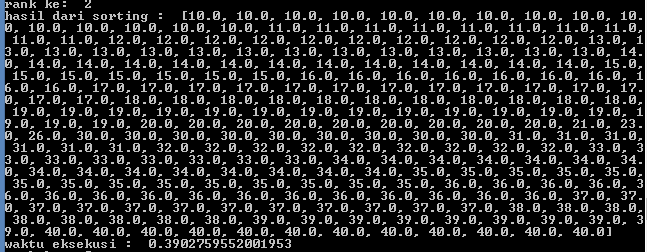 rank ke:  2
hasil dari sorting :  [10.0, 10.0, 10.0, 10.0, 10.0, 10.0, 10.0, 10.0, 10.0, 10.
0, 10.0, 10.0, 10.0, 10.0, 10.0, 11.0, 11.0, 11.0, 11.0, 11.0, 11.0, 11.0, 11.0,
 11.0, 11.0, 12.0, 12.0, 12.0, 12.0, 12.0, 12.0, 12.0, 12.0, 12.0, 12.0, 13.0, 1
3.0, 13.0, 13.0, 13.0, 13.0, 13.0, 13.0, 13.0, 13.0, 13.0, 13.0, 13.0, 13.0, 14.
0, 14.0, 14.0, 14.0, 14.0, 14.0, 14.0, 14.0, 14.0, 14.0, 14.0, 14.0, 14.0, 15.0,
 15.0, 15.0, 15.0, 15.0, 15.0, 15.0, 16.0, 16.0, 16.0, 16.0, 16.0, 16.0, 16.0, 1
6.0, 16.0, 17.0, 17.0, 17.0, 17.0, 17.0, 17.0, 17.0, 17.0, 17.0, 17.0, 17.0, 17.
0, 17.0, 17.0, 18.0, 18.0, 18.0, 18.0, 18.0, 18.0, 18.0, 18.0, 18.0, 18.0, 18.0,
 19.0, 19.0, 19.0, 19.0, 19.0, 19.0, 19.0, 19.0, 19.0, 19.0, 19.0, 19.0, 19.0, 1
9.0, 19.0, 19.0, 20.0, 20.0, 20.0, 20.0, 20.0, 20.0, 20.0, 20.0, 20.0, 21.0, 23.
0, 26.0, 30.0, 30.0, 30.0, 30.0, 30.0, 30.0, 30.0, 30.0, 30.0, 31.0, 31.0, 31.0,
 31.0, 31.0, 31.0, 32.0, 32.0, 32.0, 32.0, 32.0, 32.0, 32.0, 32.0, 32.0, 33.0, 3
3.0, 33.0, 33.0, 33.0, 33.0, 33.0, 34.0, 34.0, 34.0, 34.0, 34.0, 34.0, 34.0, 34.
0, 34.0, 34.0, 34.0, 34.0, 34.0, 34.0, 35.0, 35.0, 35.0, 35.0, 35.0, 35.0, 35.0,
 35.0, 35.0, 35.0, 35.0, 35.0, 35.0, 35.0, 35.0, 35.0, 36.0, 36.0, 36.0, 36.0, 3
6.0, 36.0, 36.0, 36.0, 36.0, 36.0, 36.0, 36.0, 36.0, 36.0, 36.0, 36.0, 37.0, 37.
0, 37.0, 37.0, 37.0, 37.0, 37.0, 37.0, 37.0, 37.0, 37.0, 38.0, 38.0, 38.0, 38.0,
 38.0, 38.0, 38.0, 38.0, 38.0, 39.0, 39.0, 39.0, 39.0, 39.0, 39.0, 39.0, 39.0, 3
9.0, 40.0, 40.0, 40.0, 40.0, 40.0, 40.0, 40.0, 40.0, 40.0, 40.0, 40.0]
waktu eksekusi :  0.3902759552001953